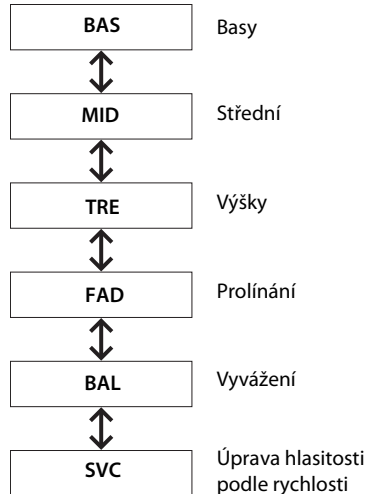 BAS Basy
MID Střední
TRE Výšky
FAD Prolínání
BAL Vyvážení
SVC Úprava hlasitosti
podle rychlosti